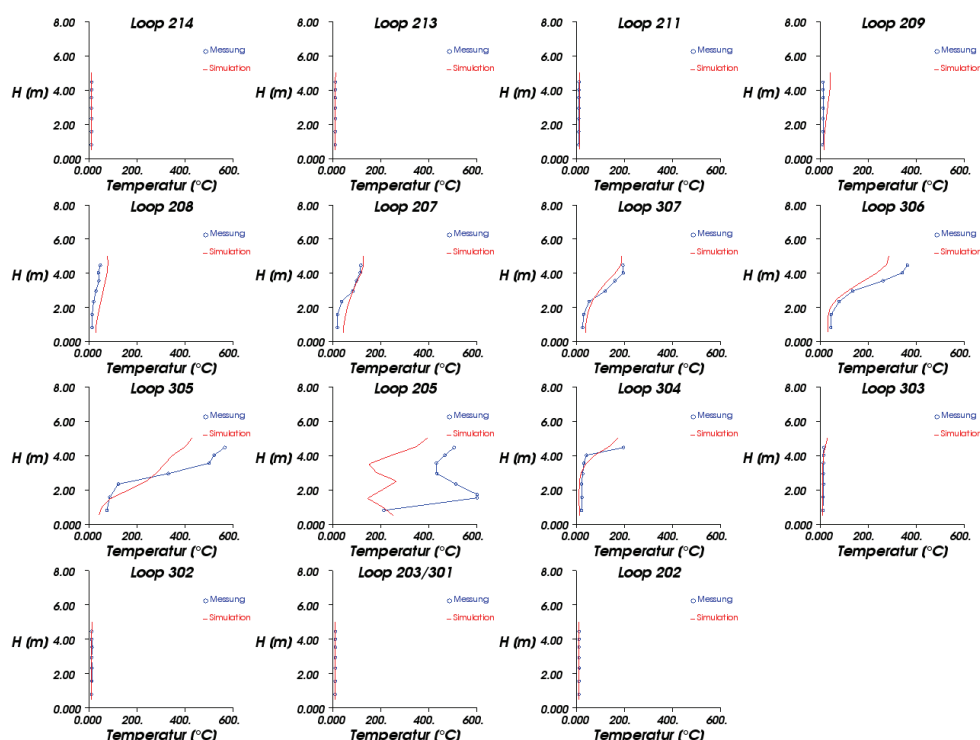 8.00 Loop 214
Messung
6.00
Simulation
H (m) 4.00
2.00
0.000
0.000 200. 400. 600.
Temperatur (°C)
8.00 Loop 213
Messung
6.00
Simulation
H (m) 4.00
2.00
0.000
0.000 200. 400. 600.
Temperatur (°C)
8.00 Loop 211
Messung
6.00
Simulation
H (m) 4.00
2.00
0.000
0.000 200. 400. 600.
Temperatur (°C)
8.00 Loop 209
Messung
6.00
Simulation
H (m) 4.00
2.00
0.000
0.000 200. 400. 600.
Temperatur (°C)
8.00 Loop 208
Messung
6.00
Simulation
H (m) 4.00
2.00
0.000
0.000 200. 400. 600.
Temperatur (°C)
8.00 Loop 207
Messung
6.00
Simulation
H (m) 4.00
2.00
0.000
0.000 200. 400. 600.
Temperatur (°C)
8.00 Loop 307
Messung
6.00
Simulation
H (m) 4.00
2.00
0.000
0.000 200. 400. 600.
Temperatur (°C)
8.00 Loop 306
Messung
6.00
Simulation
H (m) 4.00
2.00
0.000
0.000 200. 400. 600.
Temperatur (°C)
8.00 Loop 305
Messung
6.00
Simulation
H (m) 4.00
2.00
0.000
0.000 200. 400. 600.
Temperatur (°C)
8.00 Loop 205
Messung
6.00
Simulation
H (m) 4.00
2.00
0.000
0.000 200. 400. 600.
Temperatur (°C)
8.00 Loop 304
Messung
6.00
Simulation
H (m) 4.00
2.00
0.000
0.000 200. 400. 600.
Temperatur (°C)
8.00 Loop 303
Messung
6.00
Simulation
H (m) 4.00
2.00
0.000
0.000 200. 400. 600.
Temperatur (°C)
8.00 Loop 302
Messung
6.00
Simulation
H (m) 4.00
2.00
0.000
0.000 200. 400. 600.
Temperatur (°C)
8.00 Loop 203/301
Messung
6.00
Simulation
H (m) 4.00
2.00
0.000
0.000 200. 400. 600.
Temperatur (°C)
8.00 Loop 202
Messung
6.00
Simulation
H (m) 4.00
2.00
0.000
0.000 200. 400. 600.
Temperatur (°C)